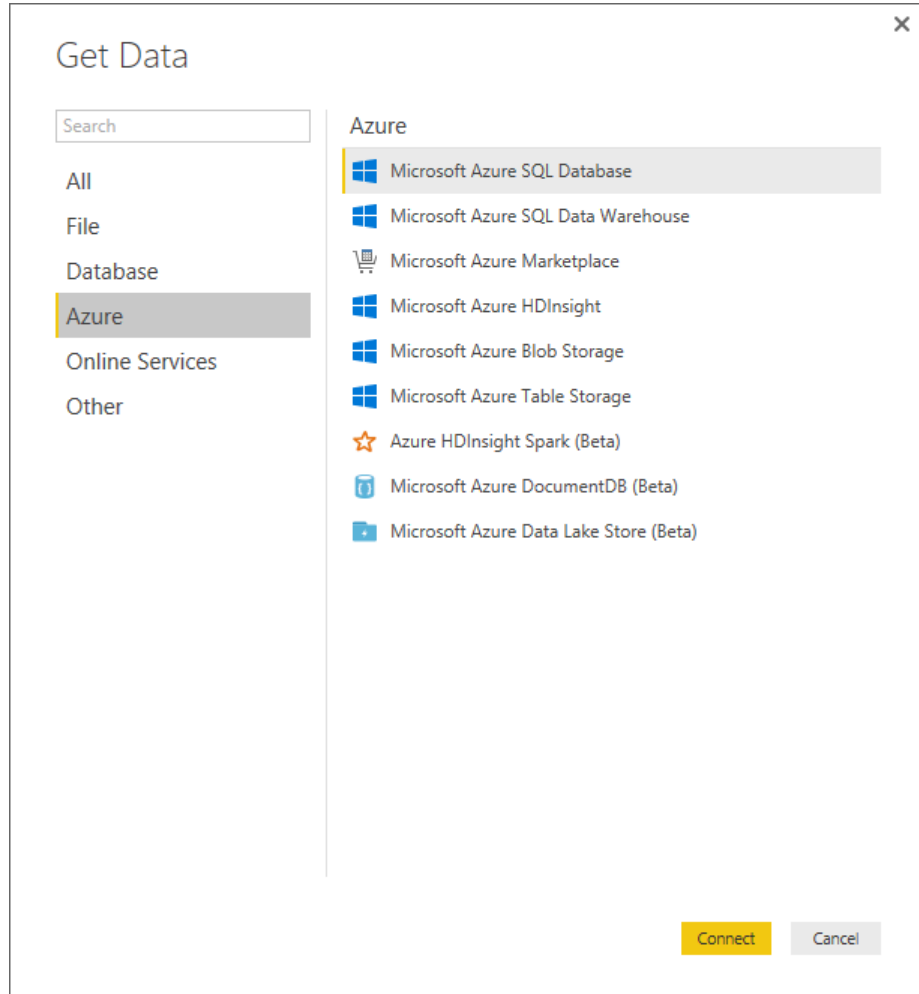 Get Data
Search
All
File
Database
Azure
Online Services
Other
Azure
Microsoft Azure SQL Database
Microsoft Azure SQL Data Warehouse
Microsoft Azure Marketplace
Microsoft Azure HDInsight
Microsoft Azure Blob Storage
Microsoft Azure Table Storage
Azure HDInsight Spark (Beta)
Microsoft Azure DocumentDB (Beta)
Microsoft Azure Data Lake Store (Beta)
Connect
Cancel